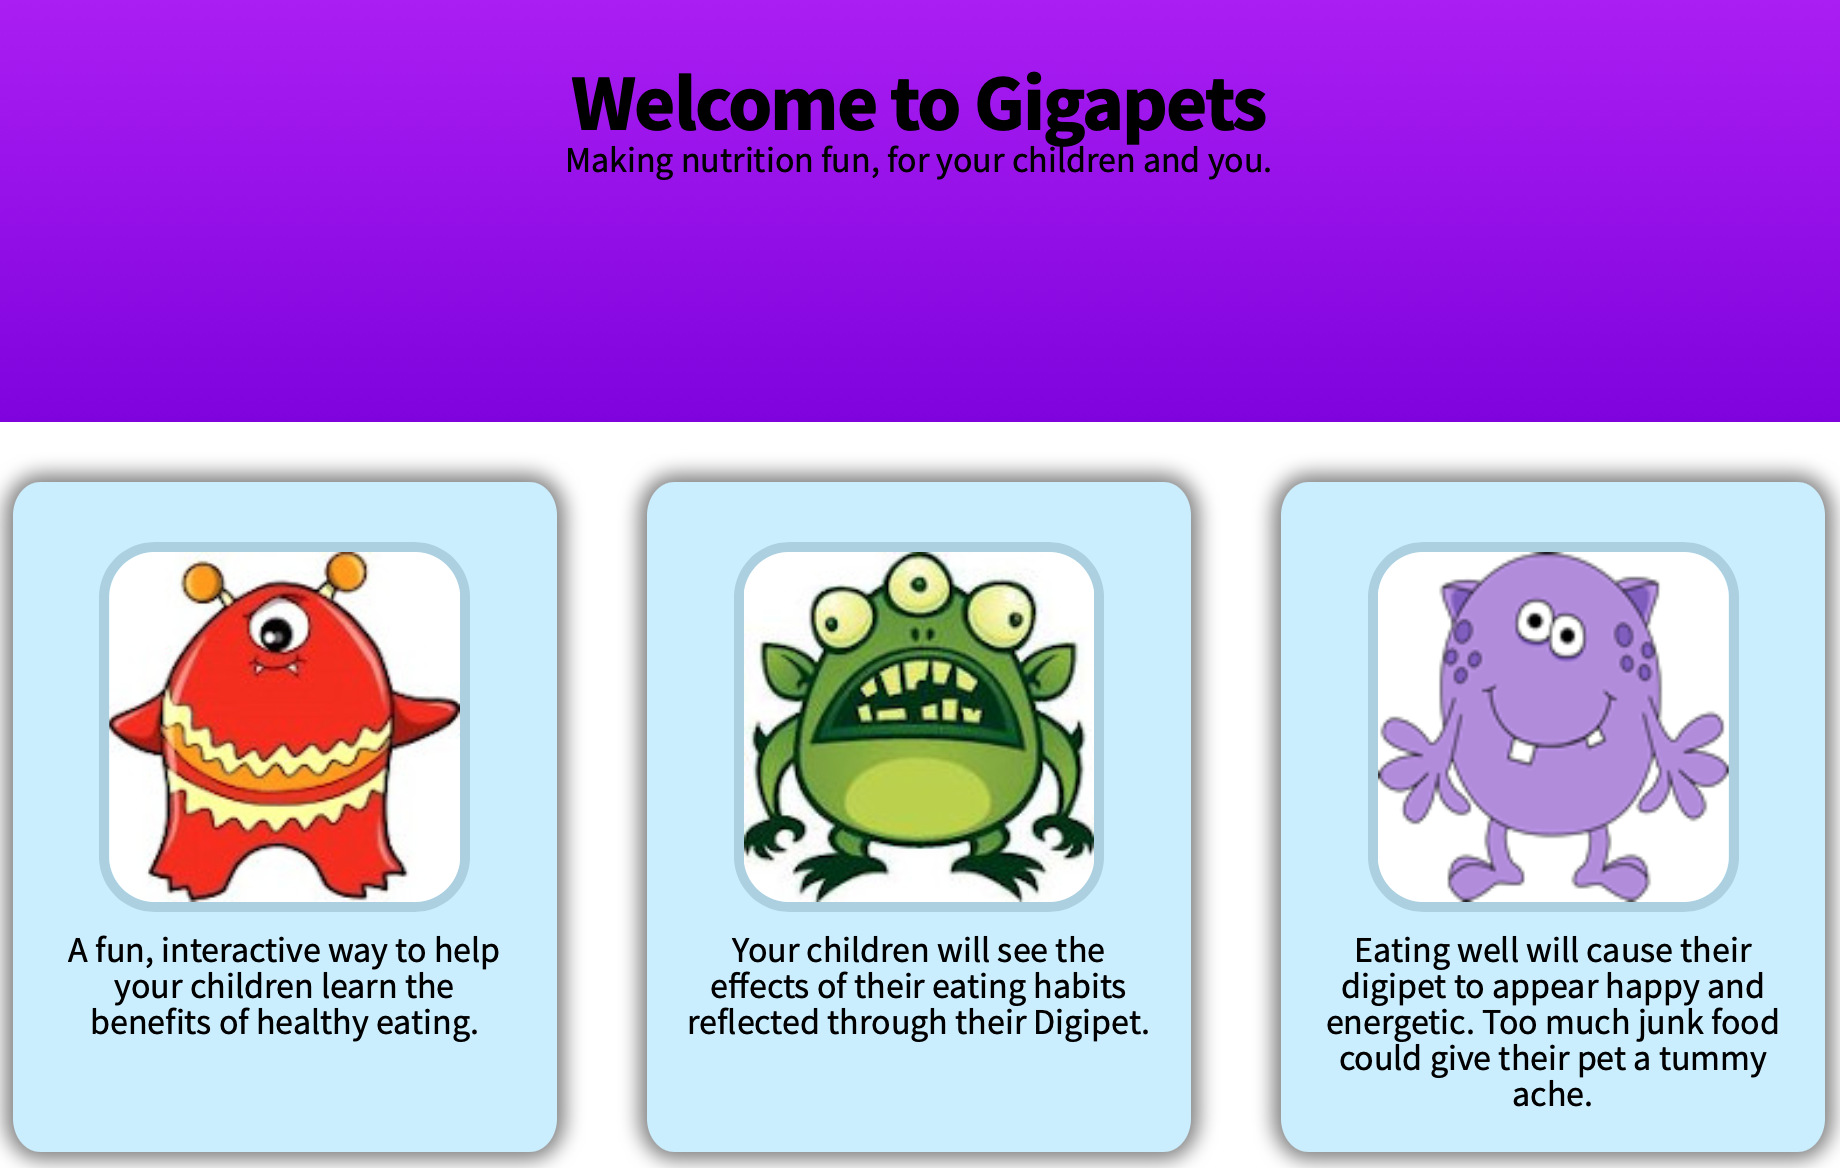 Welcome to Gigapets
Making nutrition fun, for your children and you.
A fun, interactive way to help
your children learn the
benefits of healthy eating.
Your children will see the
effects of their eating habits
reflected through their Digipet.
Eating well will cause their
digipet to appear happy and
energetic. Too much junk food
could give their pet a tummy
ache.